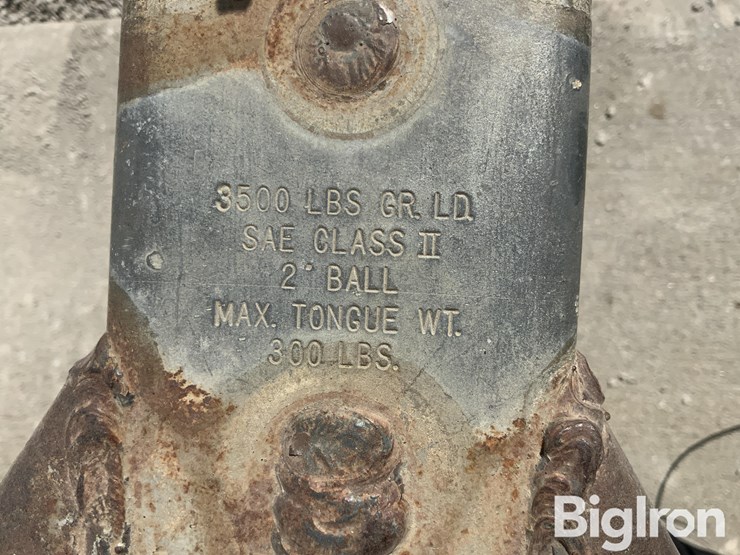 3500 LBS GR. LD.
SAE CLASS II
2" BALL
MAX. TONGUE WT.
300 LBS.
BigIron